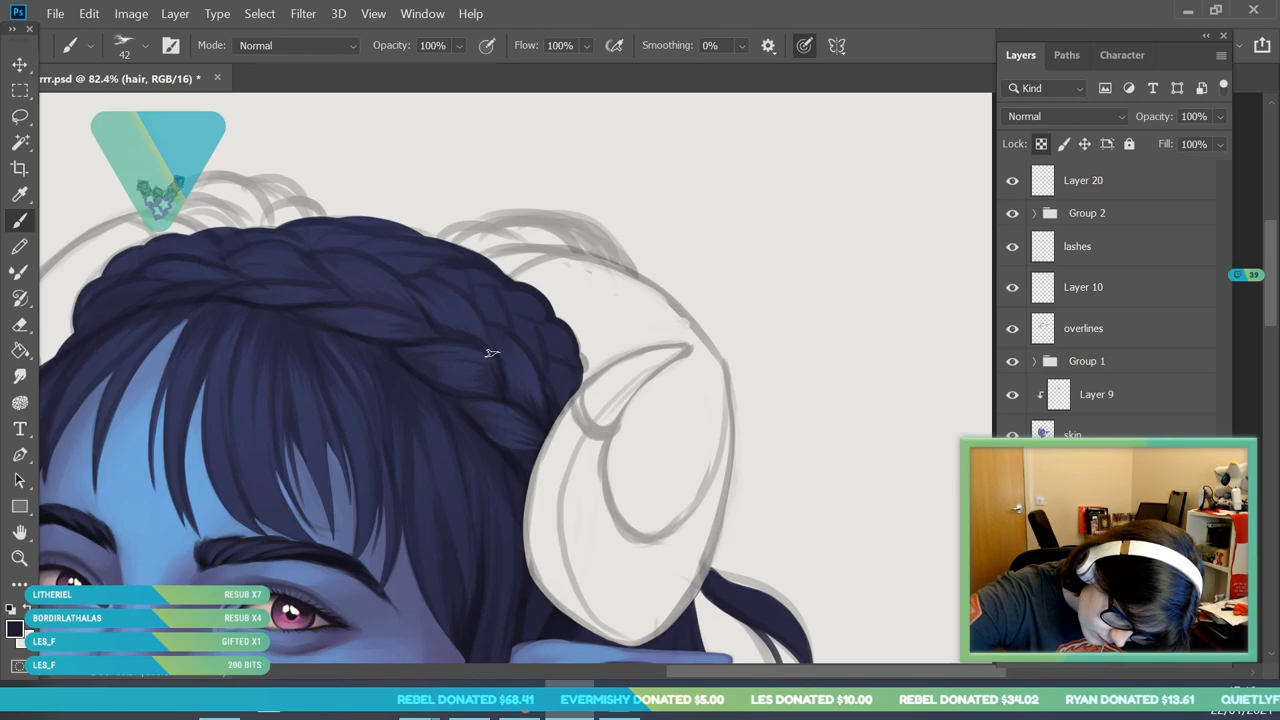 Ps File Edit Image Layer Type Select Filter 3D View Window Help
42 Mode: Normal Opacity: 100% Flow: 100% Smoothing: 0%
rrr.psd @ 82.4% (hair, RGB/16) *
Layers Paths Character
Kind
Normal Opacity: 100%
Lock: Fill: 100%
Layer 20
Group 2
lashes
Layer 10
overlines
Group 1
Layer 9
skin
39
LITHERIEL RESUB X7
BORDIRLATHALAS RESUB X4
LES_F GIFTED X1
LES_F 200 BITS
REBEL DONATED $68.41 EVERMISHY DONATED $5.00 LES DONATED $10.00 REBEL DONATED $34.02 RYAN DONATED $13.61 QUIETLYF